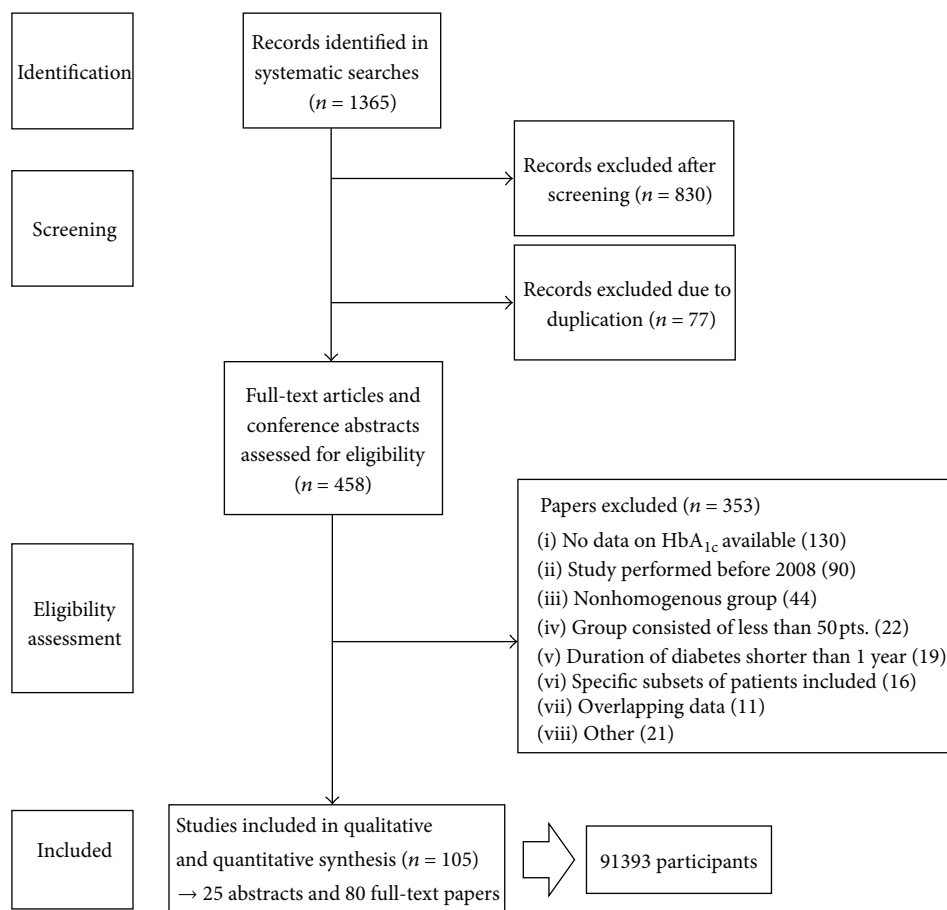 Identification
Records identified in
systematic searches
(n = 1365)
Records excluded after
screening (n = 830)
Screening
Records excluded due to
duplication (n = 77)
Full-text articles and
conference abstracts
assessed for eligibility
(n = 458)
Papers excluded (n = 353)
(i) No data on HbA1c available (130)
(ii) Study performed before 2008 (90)
(iii) Nonhomogenous group (44)
(iv) Group consisted of less than 50 pts. (22)
(v) Duration of diabetes shorter than 1 year (19)
(vi) Specific subsets of patients included (16)
(vii) Overlapping data (11)
(viii) Other (21)
Eligibility
assessment
Included
Studies included in qualitative
and quantitative synthesis (n = 105)
→ 25 abstracts and 80 full-text papers
91393 participants